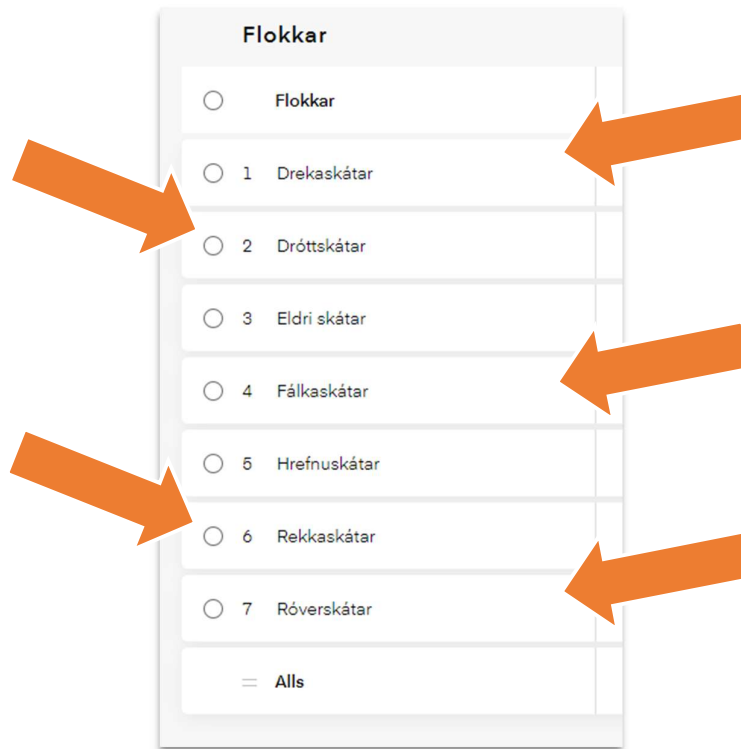 Flokkar
Flokkar
1 Drekaskátar
2 Dróttskátar
3 Eldri skátar
4 Fálkaskátar
5 Hrefnuskátar
6 Rekkaskátar
7 Róverskátar
= Alls